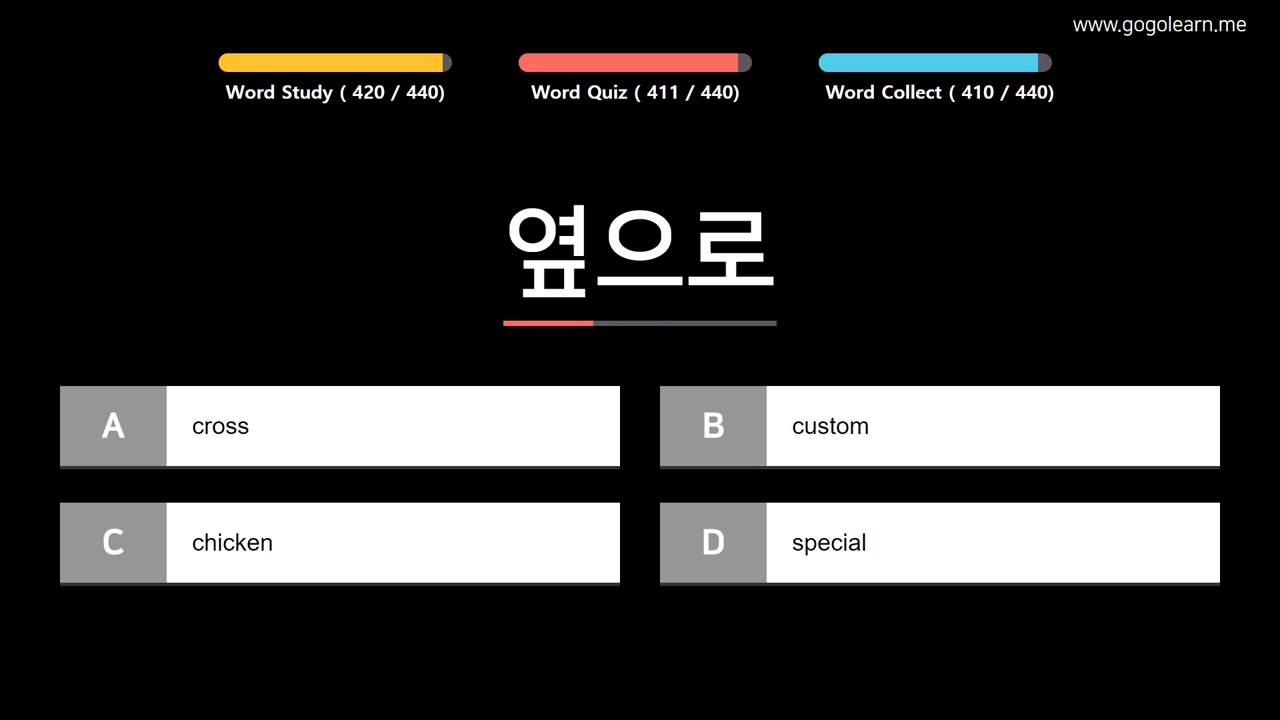 www.gogolearn.me
Word Study ( 420 / 440)
Word Quiz ( 411 / 440)
Word Collect ( 410 / 440)
옆으로
A cross
B custom
C chicken
D special